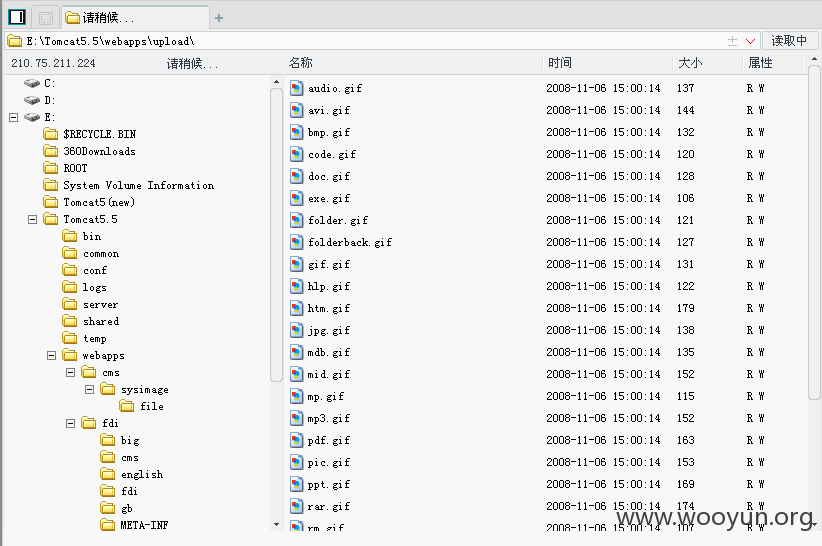 请稍候...
E:\Tomcat5.5\webapps\upload\
读取中
210.75.211.224 请稍候...
C:
D:
E:
$RECYCLE.BIN
360Downloads
ROOT
System Volume Information
Tomcat5(new)
Tomcat5.5
bin
common
conf
logs
server
shared
temp
webapps
cms
sysimage
file
fdi
big
cms
english
fdi
gb
META-INF
名称 时间 大小 属性
audio.gif 2008-11-06 15:00:14 137 R W
avi.gif 2008-11-06 15:00:14 144 R W
bmp.gif 2008-11-06 15:00:14 132 R W
code.gif 2008-11-06 15:00:14 120 R W
doc.gif 2008-11-06 15:00:14 128 R W
exe.gif 2008-11-06 15:00:14 106 R W
folder.gif 2008-11-06 15:00:14 121 R W
folderback.gif 2008-11-06 15:00:14 127 R W
gif.gif 2008-11-06 15:00:14 131 R W
hlp.gif 2008-11-06 15:00:14 122 R W
htm.gif 2008-11-06 15:00:14 179 R W
jpg.gif 2008-11-06 15:00:14 138 R W
mdb.gif 2008-11-06 15:00:14 135 R W
mid.gif 2008-11-06 15:00:14 152 R W
mp.gif 2008-11-06 15:00:14 115 R W
mp3.gif 2008-11-06 15:00:14 152 R W
pdf.gif 2008-11-06 15:00:14 163 R W
pic.gif 2008-11-06 15:00:14 153 R W
ppt.gif 2008-11-06 15:00:14 169 R W
rar.gif 2008-11-06 15:00:14 174 R W
rm.gif 2008-11-06 15:00:14 107 R W
www.wooyun.org